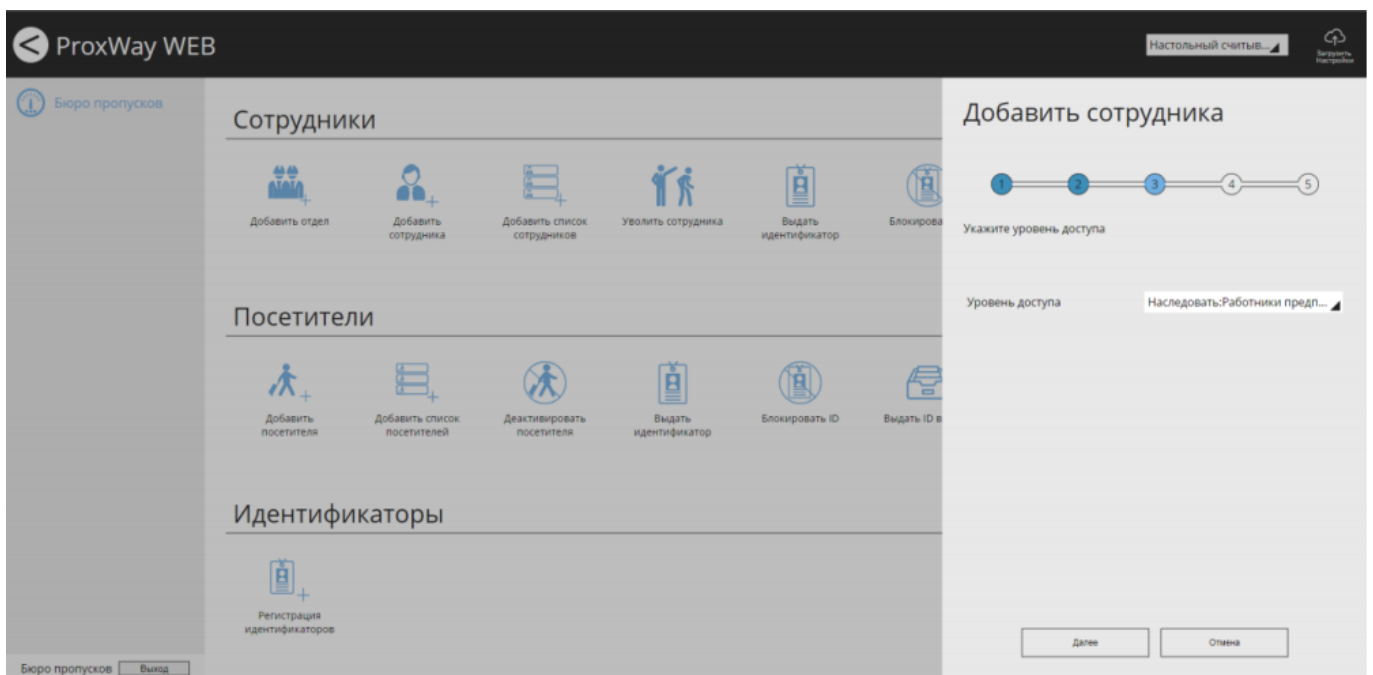 ProxWay WEB
Настольный считыв...
Загрузить
Настройки
Бюро пропусков
Сотрудники
Добавить отдел
Добавить
сотрудника
Добавить список
сотрудников
Уволить сотрудника
Выдать
идентификатор
Блокирова
Посетители
Добавить
посетителя
Добавить список
посетителей
Деактивировать
посетителя
Выдать
идентификатор
Блокировать ID
Выдать ID в
Идентификаторы
Регистрация
идентификаторов
Бюро пропусков
Выход
Добавить сотрудника
1 2 3 4 5
Укажите уровень доступа
Уровень доступа
Наследовать:Работники предп...
Далее
Отмена